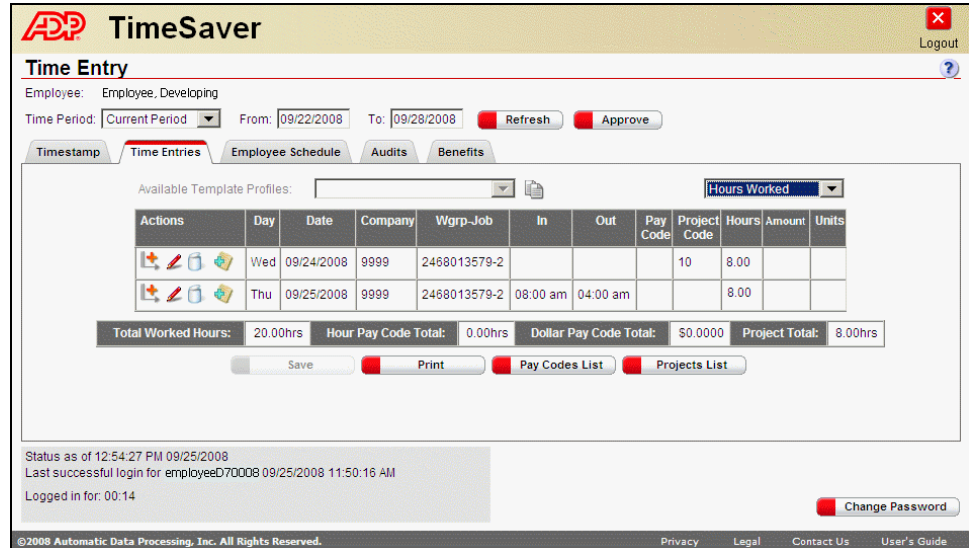 ADP TimeSaver
Logout
Time Entry
?
Employee: Employee, Developing
Time Period: Current Period From: 09/22/2008 To: 09/28/2008 Refresh Approve
Timestamp Time Entries Employee Schedule Audits Benefits
Available Template Profiles: Hours Worked
Actions Day Date Company Wgrp-Job In Out Pay Code Project Code Hours Amount Units
Wed 09/24/2008 9999 2468013579-2 10 8.00
Thu 09/25/2008 9999 2468013579-2 08:00 am 04:00 am 8.00
Total Worked Hours: 20.00hrs Hour Pay Code Total: 0.00hrs Dollar Pay Code Total: $0.0000 Project Total: 8.00hrs
Save Print Pay Codes List Projects List
Status as of 12:54:27 PM 09/25/2008
Last successful login for employeeD70008 09/25/2008 11:50:16 AM
Logged in for: 00:14
Change Password
©2008 Automatic Data Processing, Inc. All Rights Reserved. Privacy Legal Contact Us User's Guide